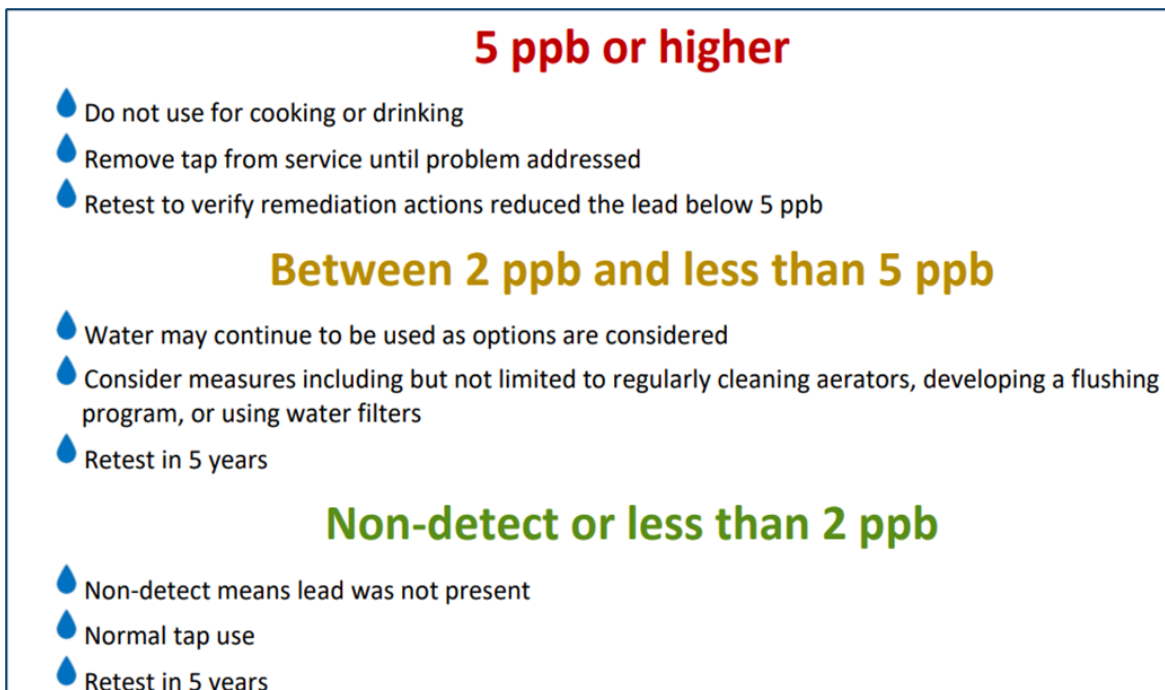 5 ppb or higher
Do not use for cooking or drinking
Remove tap from service until problem addressed
Retest to verify remediation actions reduced the lead below 5 ppb
Between 2 ppb and less than 5 ppb
Water may continue to be used as options are considered
Consider measures including but not limited to regularly cleaning aerators, developing a flushing
program, or using water filters
Retest in 5 years
Non-detect or less than 2 ppb
Non-detect means lead was not present
Normal tap use
Retest in 5 years